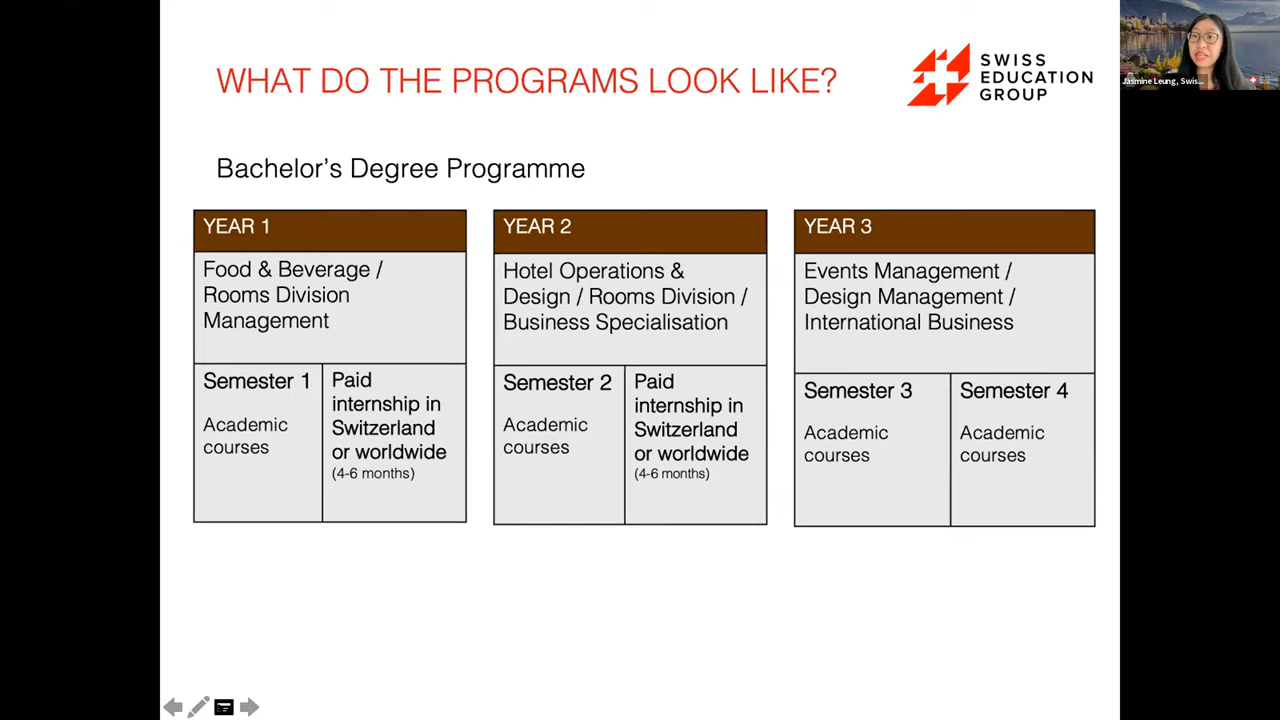 WHAT DO THE PROGRAMS LOOK LIKE?
SWISS
EDUCATION
GROUP
Jasmine Leung, Swis...
Bachelor’s Degree Programme
YEAR 1
Food & Beverage /
Rooms Division
Management
Semester 1
Academic
courses
Paid
internship in
Switzerland
or worldwide
(4-6 months)
YEAR 2
Hotel Operations &
Design / Rooms Division /
Business Specialisation
Semester 2
Academic
courses
Paid
internship in
Switzerland
or worldwide
(4-6 months)
YEAR 3
Events Management /
Design Management /
International Business
Semester 3
Academic
courses
Semester 4
Academic
courses